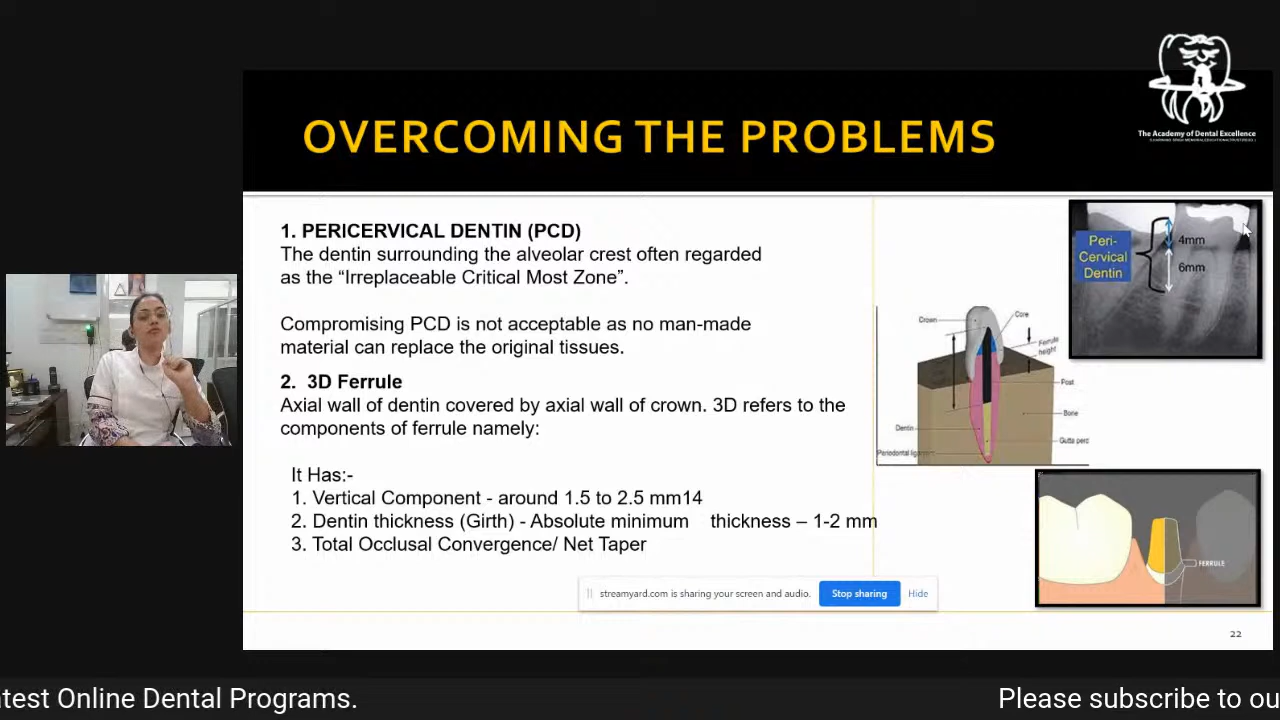 The Academy of Dental Excellence
OVERCOMING THE PROBLEMS
1. PERICERVICAL DENTIN (PCD)
The dentin surrounding the alveolar crest often regarded
as the “Irreplaceable Critical Most Zone”.
Compromising PCD is not acceptable as no man-made
material can replace the original tissues.
2. 3D Ferrule
Axial wall of dentin covered by axial wall of crown. 3D refers to the
components of ferrule namely:
It Has:-
1. Vertical Component - around 1.5 to 2.5 mm14
2. Dentin thickness (Girth) - Absolute minimum thickness – 1-2 mm
3. Total Occlusal Convergence/ Net Taper
Peri-
Cervical
Dentin
4mm
6mm
Crown
Core
Ferrule
height
Post
Bone
Dentin
Gutta perc
Periodontal ligam
FERRULE
streamyard.com is sharing your screen and audio.
Stop sharing
Hide
22
atest Online Dental Programs.
Please subscribe to ou